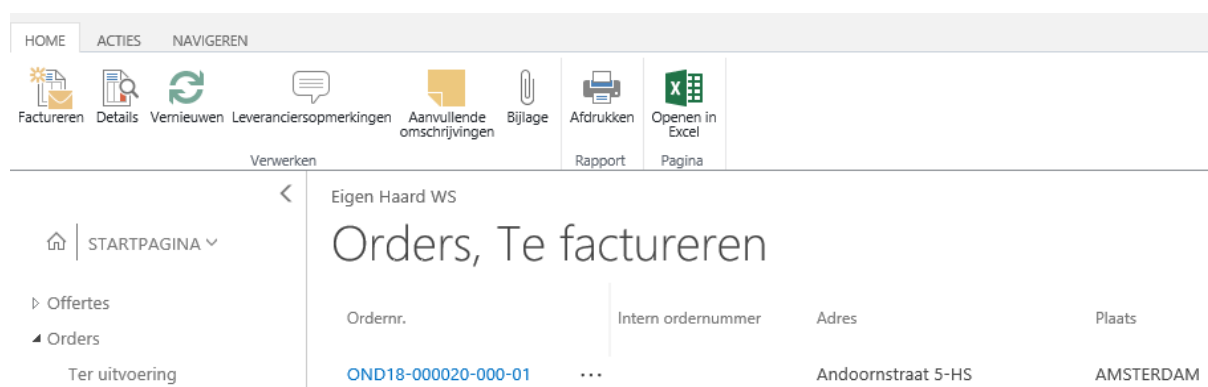 HOME ACTIES NAVIGEREN
Factureren Details Vernieuwen Leveranciersopmerkingen Aanvullende omschrijvingen Bijlage Afdrukken Openen in Excel
Verwerken Rapport Pagina
Eigen Haard WS
STARTPAGINA
Orders, Te factureren
Offertes
Ordernr. Intern ordernummer Adres Plaats
Orders
Ter uitvoering OND18-000020-000-01 ... Andoornstraat 5-HS AMSTERDAM